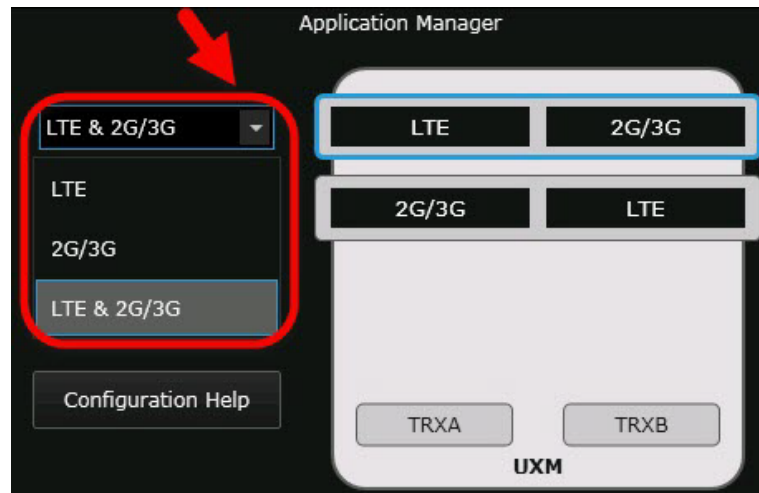 Application Manager
LTE & 2G/3G
LTE
2G/3G
LTE & 2G/3G
Configuration Help
LTE 2G/3G
2G/3G LTE
TRXA TRXB
UXM